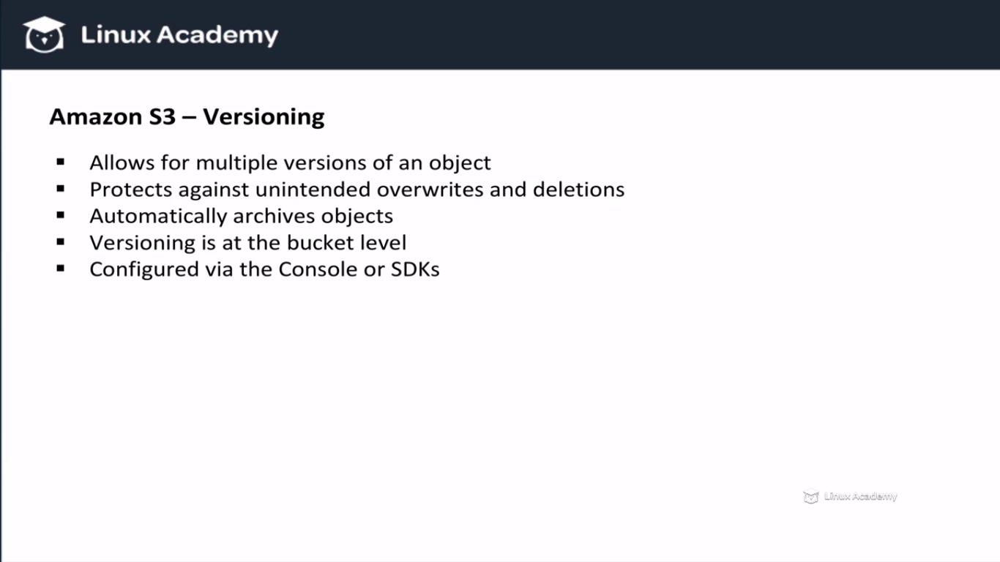 Linux Academy
Amazon S3 – Versioning
▪ Allows for multiple versions of an object
▪ Protects against unintended overwrites and deletions
▪ Automatically archives objects
▪ Versioning is at the bucket level
▪ Configured via the Console or SDKs
Linux Academy